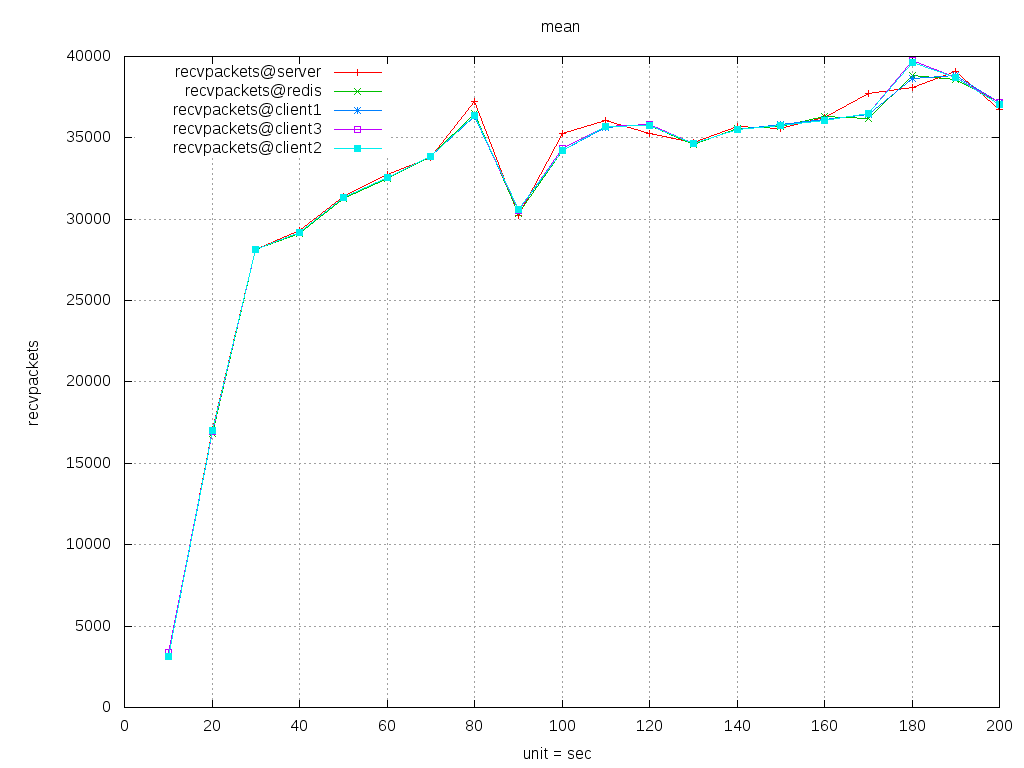 mean
40000
35000
30000
25000
20000
15000
10000
5000
0
recvpackets@server
recvpackets@redis
recvpackets@client1
recvpackets@client3
recvpackets@client2
recvpackets
0 20 40 60 80 100 120 140 160 180 200
unit = sec